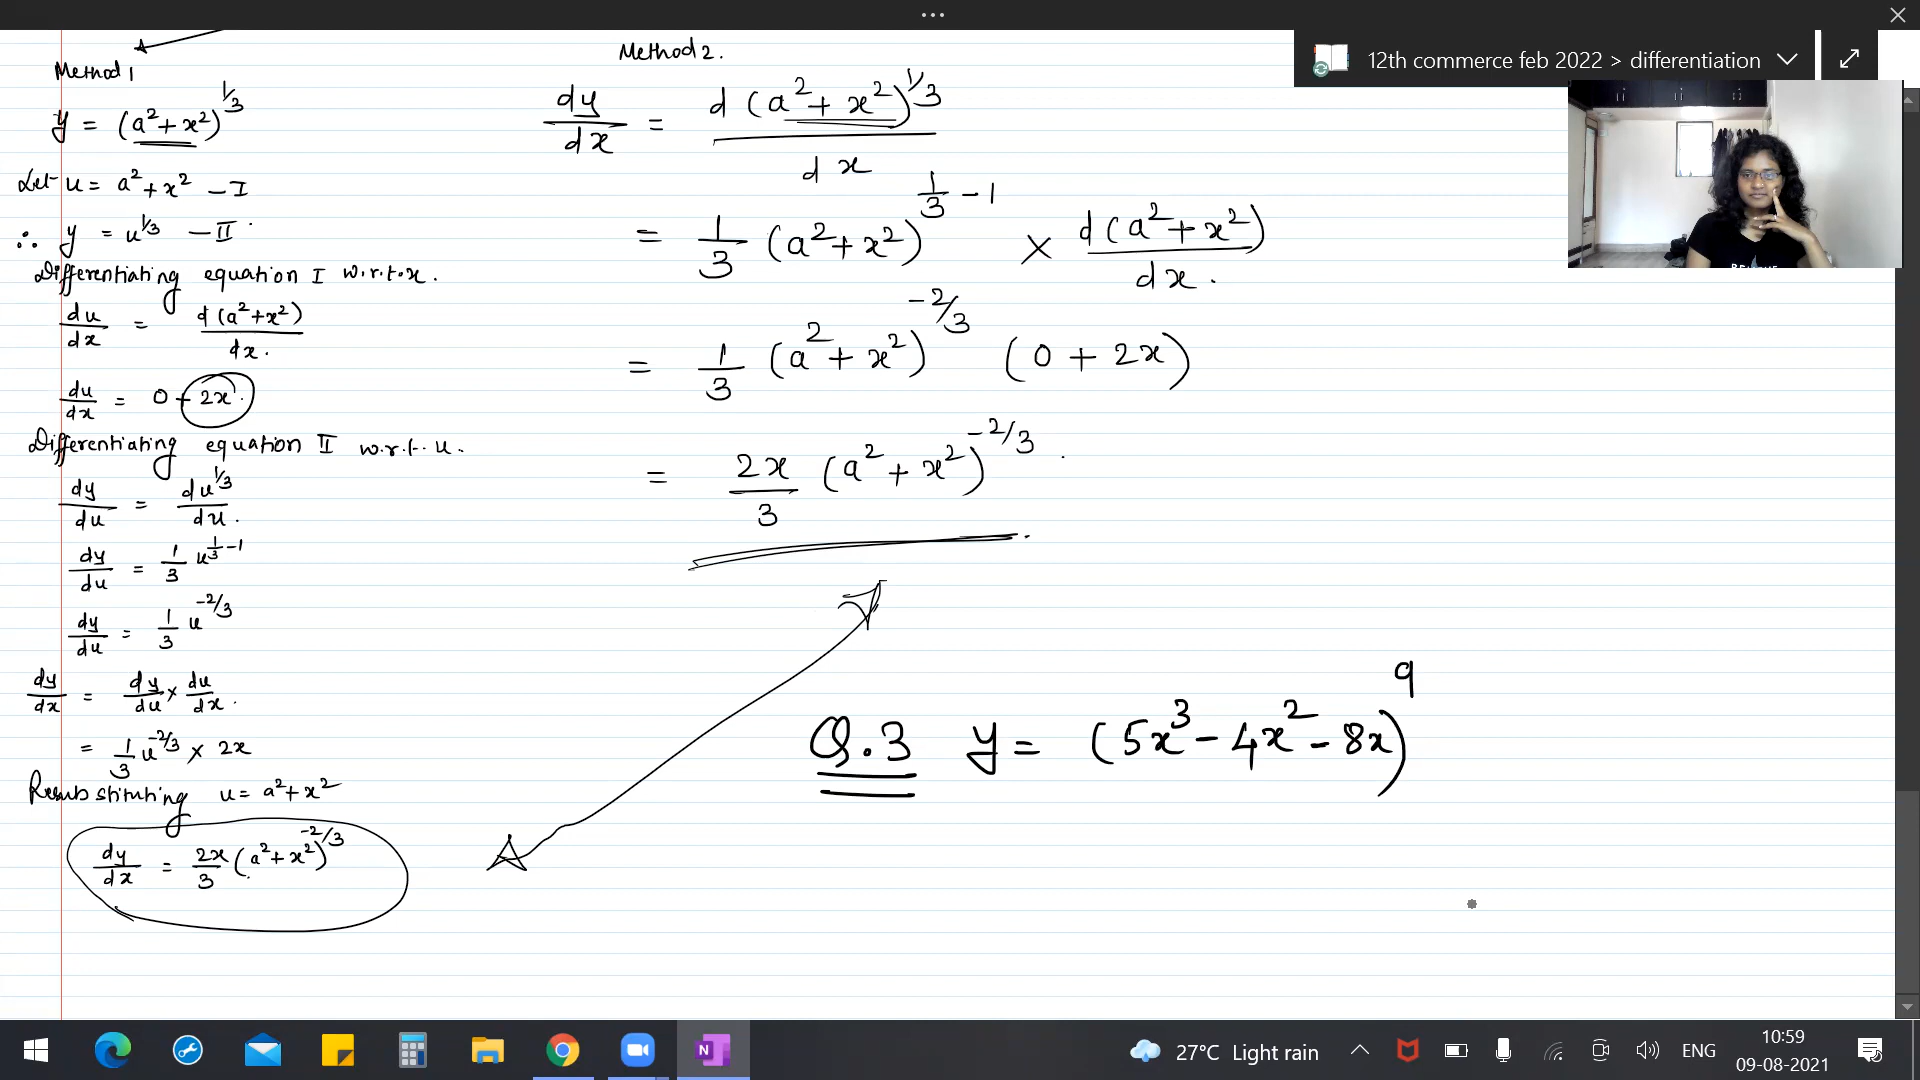 12th commerce feb 2022 > differentiation
Method 1
y = (a² + x²)^1/3
Let u = a² + x² – I
∴ y = u^1/3 – II
Differentiating equation I w.r.t.x.
du/dx = d(a² + x²)/dx.
du/dx = 0 + 2x.
Differentiating equation II w.r.t. u.
dy/du = du^1/3/du.
dy/du = 1/3 u^(1/3 – 1)
dy/du = 1/3 u^-2/3
dy/dx = dy/du × du/dx.
= 1/3 u^-2/3 × 2x
Resubstituting u = a² + x²
dy/dx = 2x/3 (a² + x²)^-2/3
Method 2.
dy/dx = d(a² + x²)^1/3 / dx
= 1/3 (a² + x²)^(1/3 – 1) × d(a² + x²)/dx.
= 1/3 (a² + x²)^-2/3 (0 + 2x)
= 2x/3 (a² + x²)^-2/3
Q.3 y = (5x³ – 4x² – 8x)^9
27°C Light rain
ENG
10:59
09-08-2021